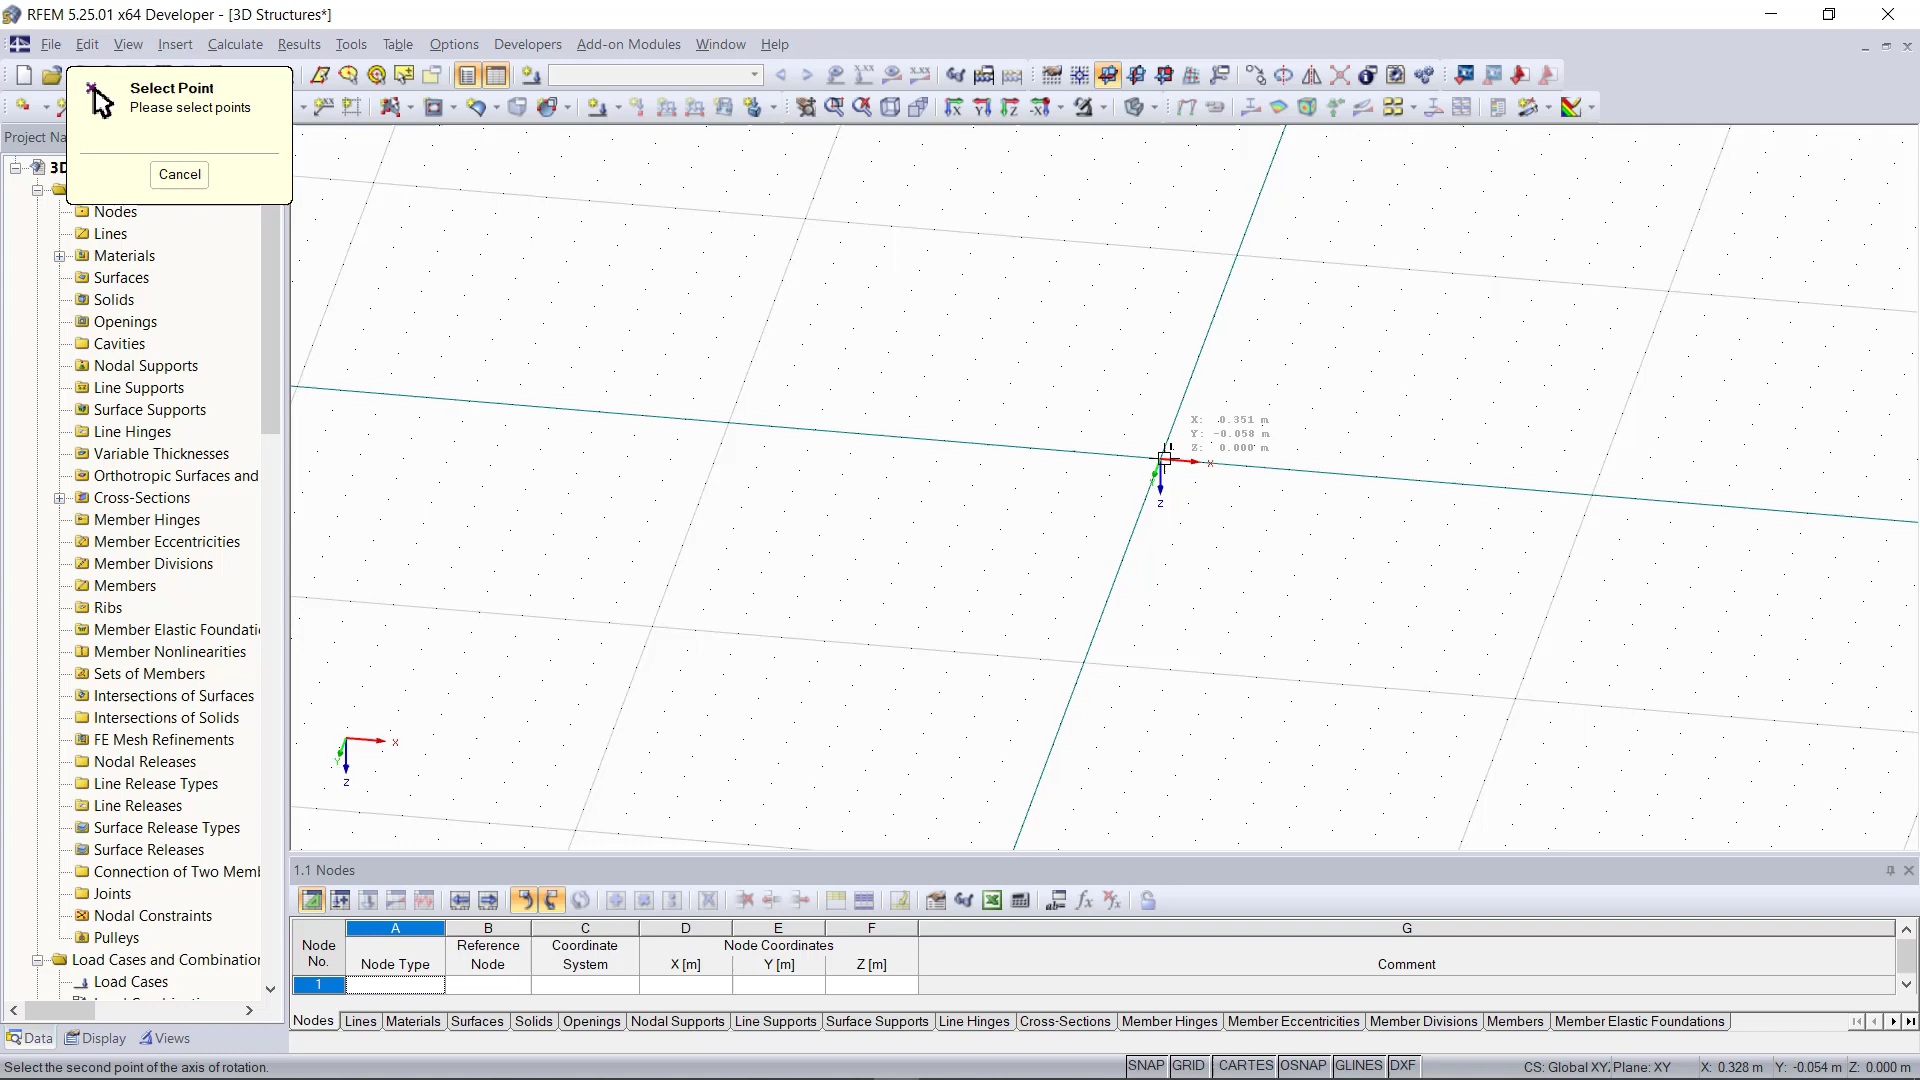 RFEM 5.25.01 x64 Developer - [3D Structures*]
File Edit View Insert Calculate Results Tools Table Options Developers Add-on Modules Window Help
Select Point
Please select points
Cancel
Project Na
3D
Nodes
Lines
Materials
Surfaces
Solids
Openings
Cavities
Nodal Supports
Line Supports
Surface Supports
Line Hinges
Variable Thicknesses
Orthotropic Surfaces and
Cross-Sections
Member Hinges
Member Eccentricities
Member Divisions
Members
Ribs
Member Elastic Foundati
Member Nonlinearities
Sets of Members
Intersections of Surfaces
Intersections of Solids
FE Mesh Refinements
Nodal Releases
Line Release Types
Line Releases
Surface Release Types
Surface Releases
Connection of Two Memb
Joints
Nodal Constraints
Pulleys
Load Cases and Combination
Load Cases
Data Display Views
X: 0.351 m
Y: -0.058 m
Z: 0.000 m
X
Z
X
Y
Z
1.1 Nodes
A B C D E F G
Node No. Node Type Reference Node Coordinate System Node Coordinates X [m] Y [m] Z [m] Comment
1
Nodes Lines Materials Surfaces Solids Openings Nodal Supports Line Supports Surface Supports Line Hinges Cross-Sections Member Hinges Member Eccentricities Member Divisions Members Member Elastic Foundations
Select the second point of the axis of rotation.
SNAP GRID CARTES OSNAP GLINES DXF
CS: Global XY. Plane: XY X: 0.328 m Y: -0.054 m Z: 0.000 m